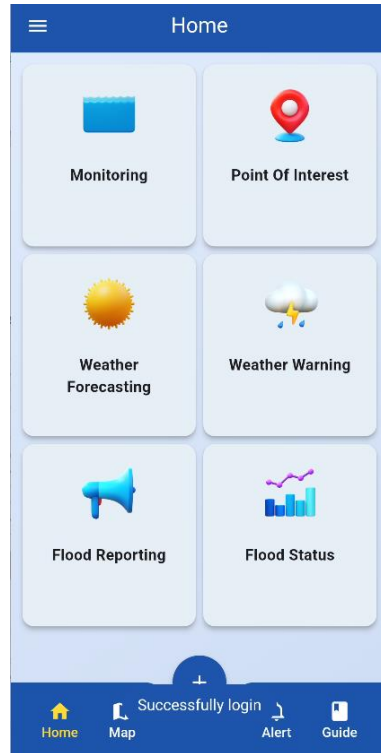 Home
Monitoring
Point Of Interest
Weather
Forecasting
Weather Warning
Flood Reporting
Flood Status
Successfully login
Home
Map
Alert
Guide